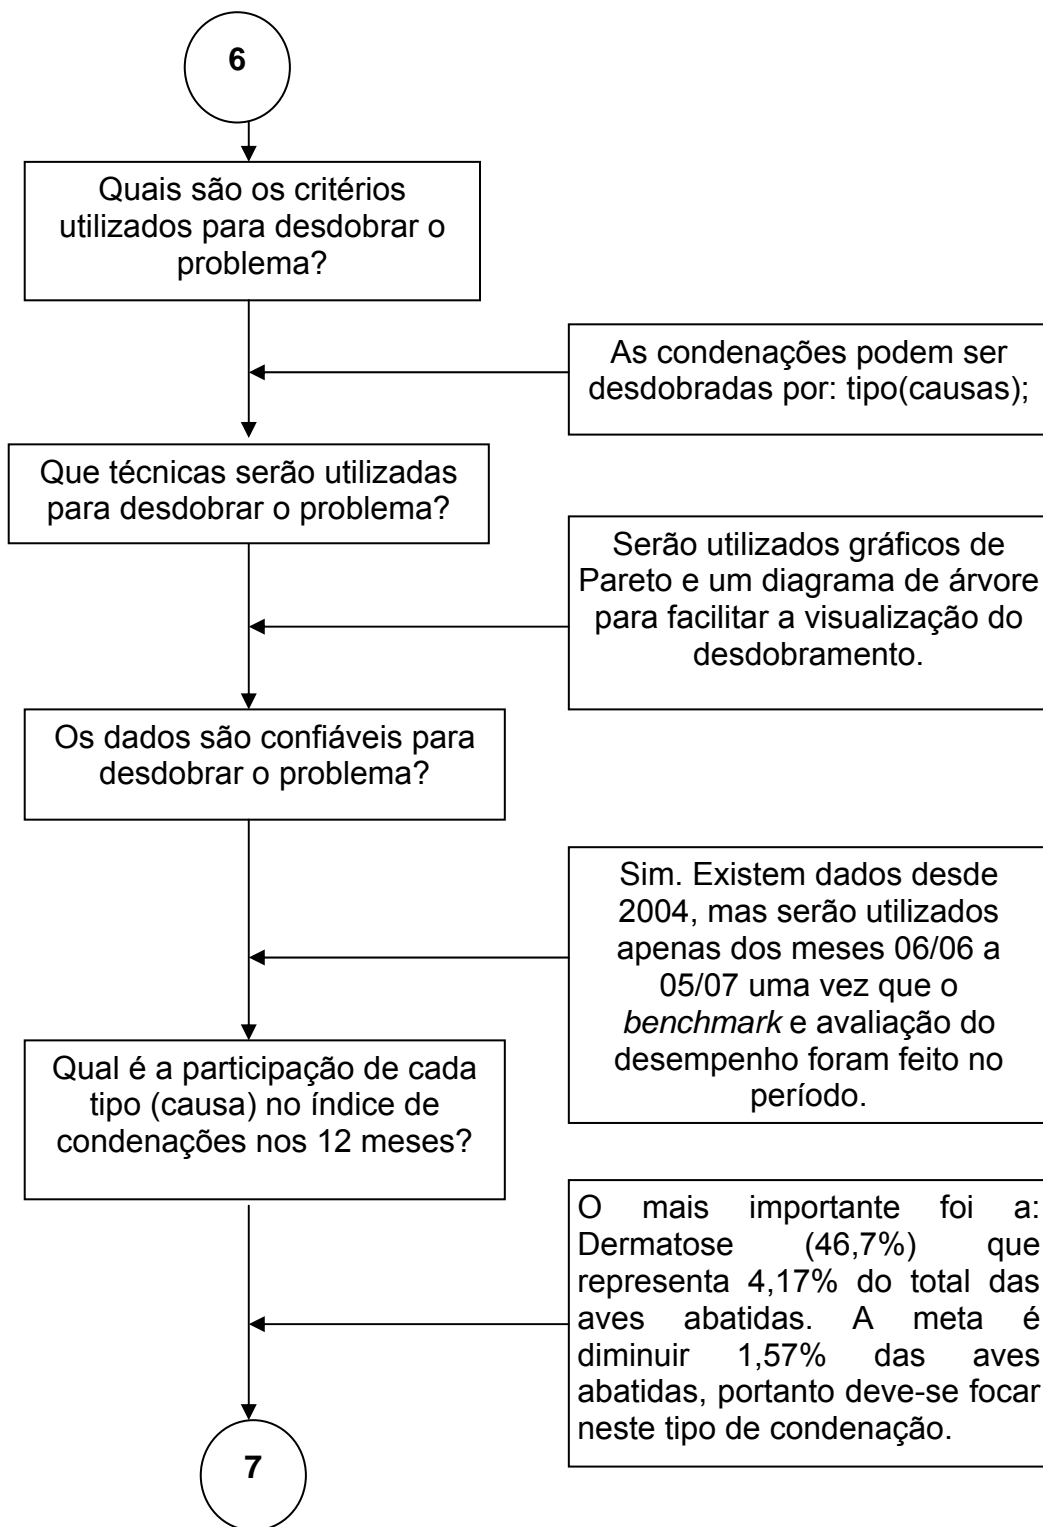 6
Quais são os critérios
utilizados para desdobrar o
problema?
As condenações podem ser
desdobradas por: tipo(causas);
Que técnicas serão utilizadas
para desdobrar o problema?
Serão utilizados gráficos de
Pareto e um diagrama de árvore
para facilitar a visualização do
desdobramento.
Os dados são confiáveis para
desdobrar o problema?
Sim. Existem dados desde
2004, mas serão utilizados
apenas dos meses 06/06 a
05/07 uma vez que o
benchmark e avaliação do
desempenho foram feito no
período.
Qual é a participação de cada
tipo (causa) no índice de
condenações nos 12 meses?
O mais importante foi a:
Dermatose (46,7%) que
representa 4,17% do total das
aves abatidas. A meta é
diminuir 1,57% das aves
abatidas, portanto deve-se focar
neste tipo de condenação.
7